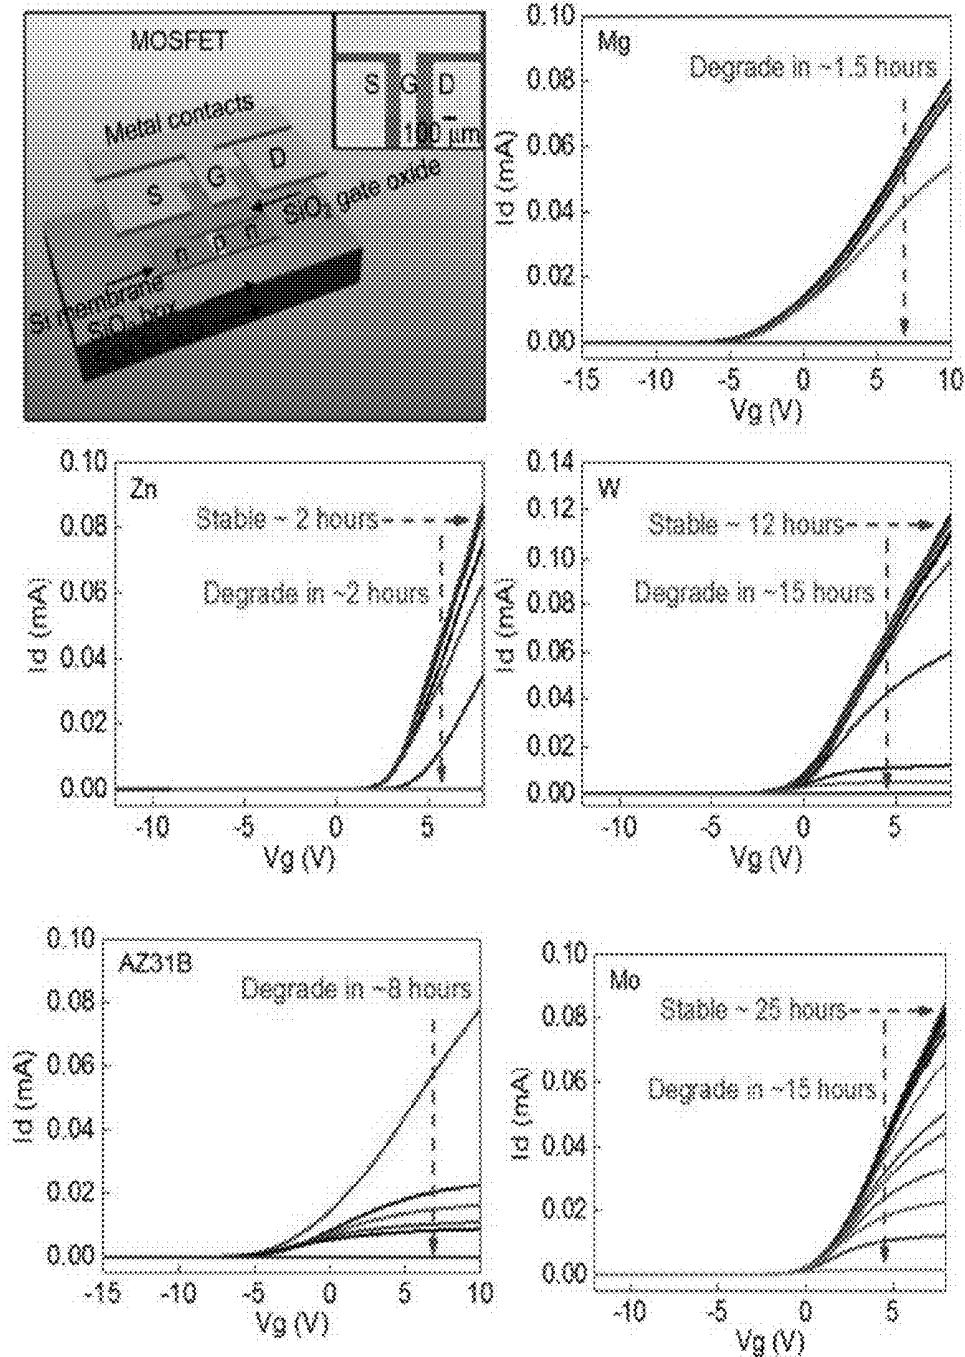 MOSFET
S G D
100 μm
Metal contacts
S G D
SiO₂ gate oxide
n p n
Si membrane
SiO₂ box
Mg
Degrade in ~1.5 hours
Id (mA)
0.10
0.08
0.06
0.04
0.02
0.00
-15 -10 -5 0 5 10
Vg (V)
Zn
Stable ~ 2 hours
Degrade in ~2 hours
Id (mA)
0.10
0.08
0.06
0.04
0.02
0.00
-10 -5 0 5
Vg (V)
W
Stable ~ 12 hours
Degrade in ~15 hours
Id (mA)
0.14
0.12
0.10
0.08
0.06
0.04
0.02
0.00
-10 -5 0 5
Vg (V)
AZ31B
Degrade in ~8 hours
Id (mA)
0.10
0.08
0.06
0.04
0.02
0.00
-15 -10 -5 0 5 10
Vg (V)
Mo
Stable ~ 25 hours
Degrade in ~15 hours
Id (mA)
0.10
0.08
0.06
0.04
0.02
0.00
-10 -5 0 5
Vg (V)